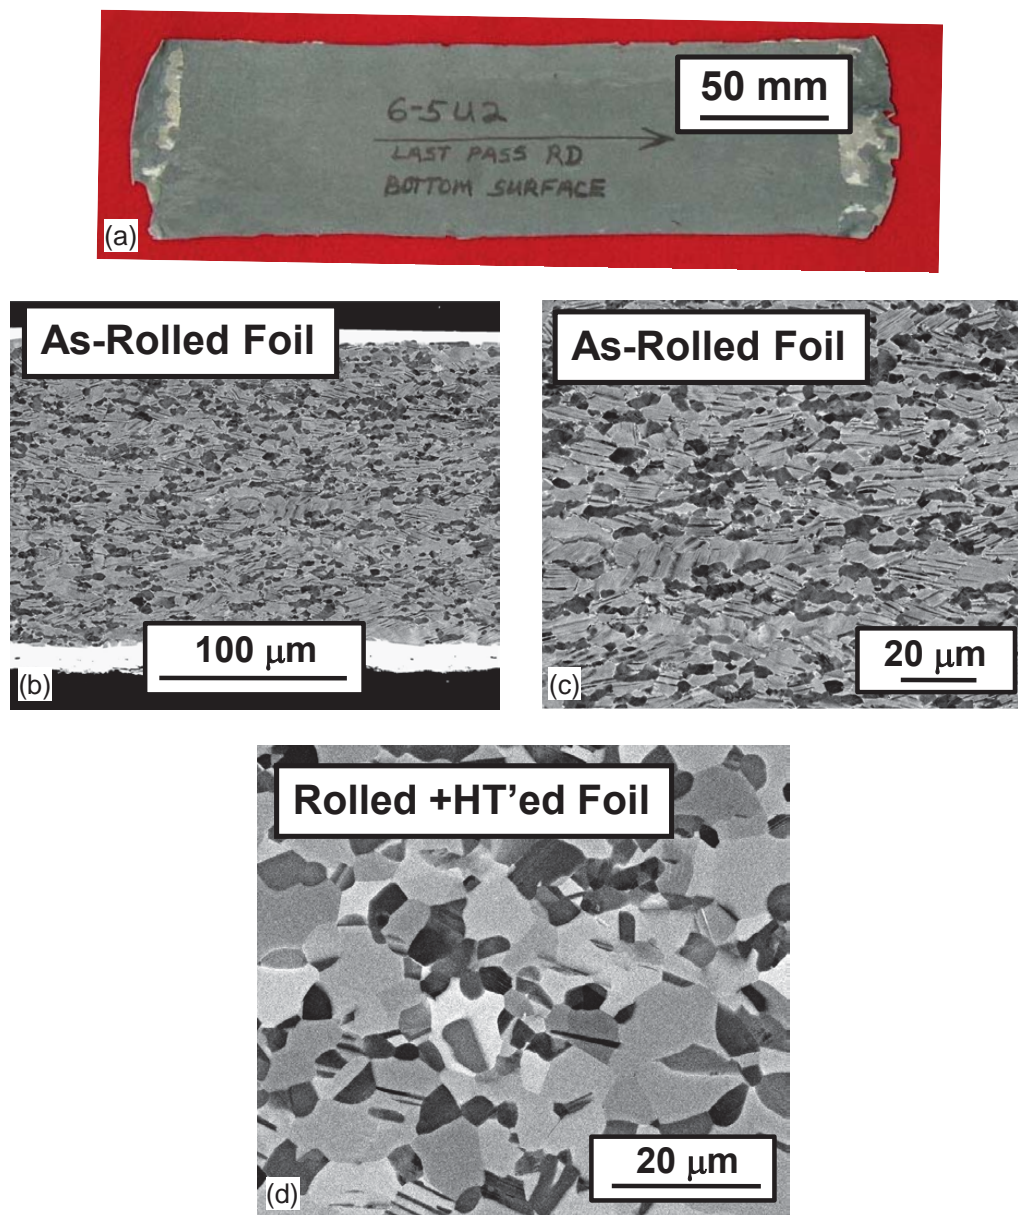 50 mm
6-5U2
LAST PASS RD
BOTTOM SURFACE
(a)
As-Rolled Foil
100 μm
(b)
As-Rolled Foil
20 μm
(c)
Rolled +HT'ed Foil
20 μm
(d)